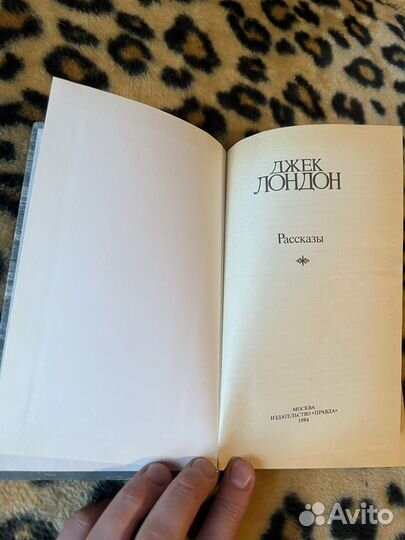 ДЖЕК
ЛОНДОН
Рассказы
МОСКВА
ИЗДАТЕЛЬСТВО «ПРАВДА»
1984
Avito